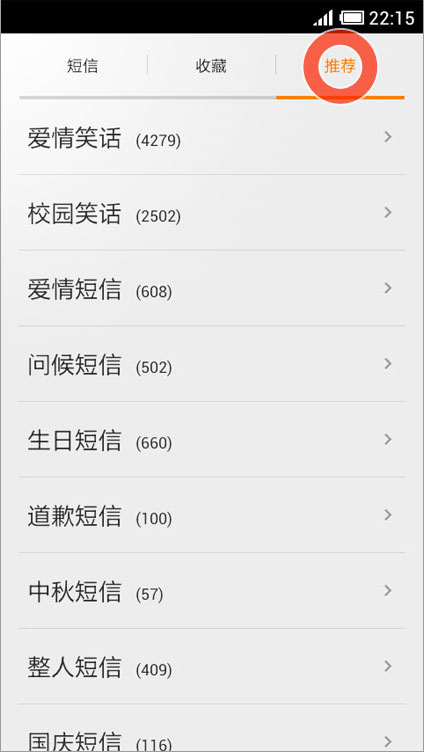 22:15
短信 收藏 推荐
爱情笑话 (4279)
校园笑话 (2502)
爱情短信 (608)
问候短信 (502)
生日短信 (660)
道歉短信 (100)
中秋短信 (57)
整人短信 (409)
国庆短信 (116)